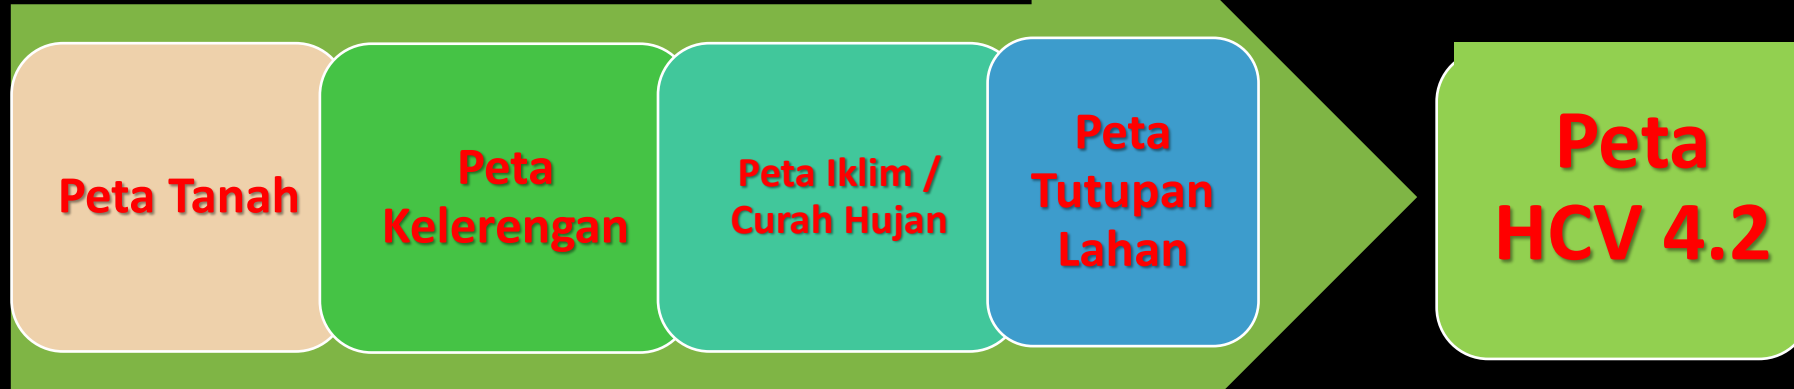 Peta Tanah
Peta
Kelerengan
Peta Iklim /
Curah Hujan
Peta
Tutupan
Lahan
Peta
HCV 4.2